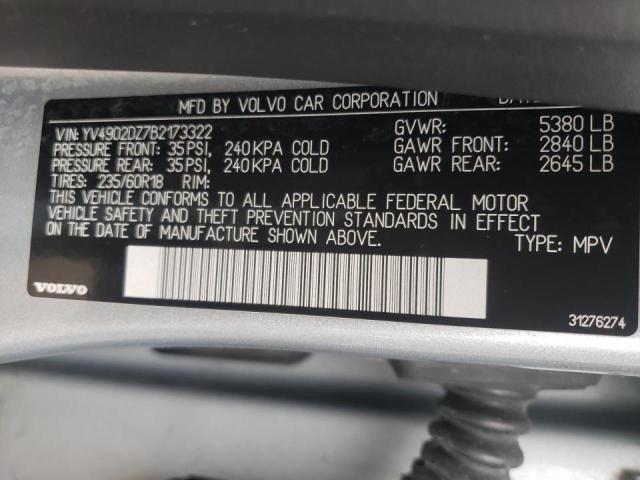 MFD BY VOLVO CAR CORPORATION
VIN: YV4902DZ7B2173322 GVWR: 5380 LB
PRESSURE FRONT: 35PSI, 240KPA COLD GAWR FRONT: 2840 LB
PRESSURE REAR: 35PSI, 240KPA COLD GAWR REAR: 2645 LB
TIRES: 235/60R18 RIM:
THIS VEHICLE CONFORMS TO ALL APPLICABLE FEDERAL MOTOR
VEHICLE SAFETY AND THEFT PREVENTION STANDARDS IN EFFECT
ON THE DATE OF MANUFACTURE SHOWN ABOVE. TYPE: MPV
VOLVO 31276274